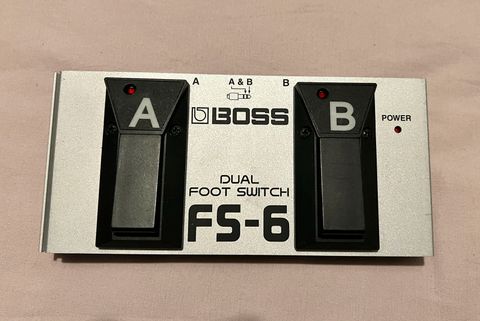 A
A & B
B
A
BOSS
B
POWER
DUAL
FOOT SWITCH
FS-6